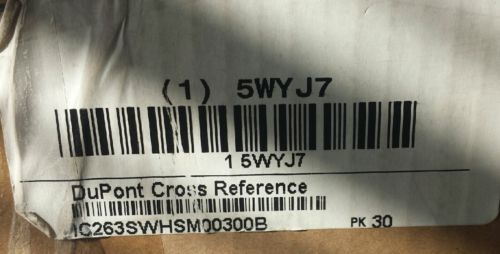 (1) 5WYJ7
1 5WYJ7
DuPont Cross Reference
IC263SWHSM00300B PK 30